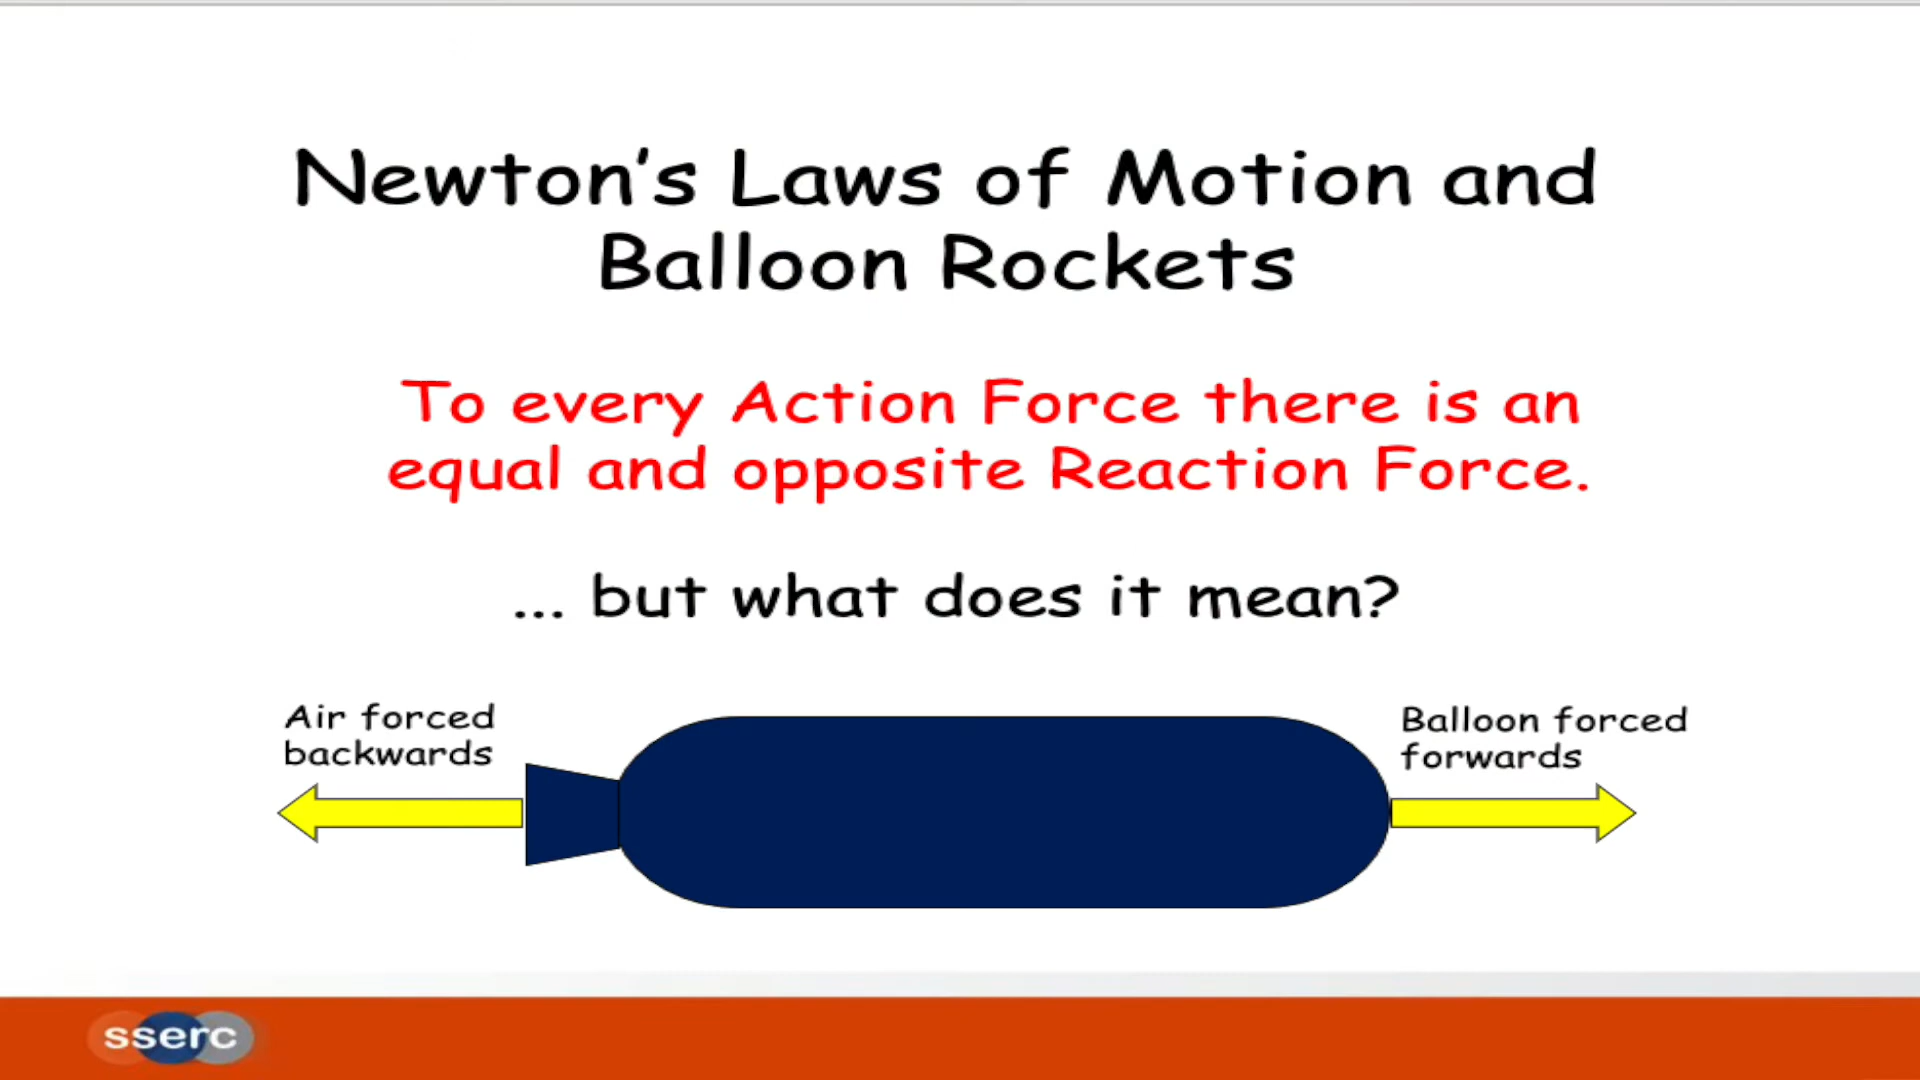 Newton's Laws of Motion and
Balloon Rockets
To every Action Force there is an
equal and opposite Reaction Force.
... but what does it mean?
Air forced
backwards
Balloon forced
forwards
sserc